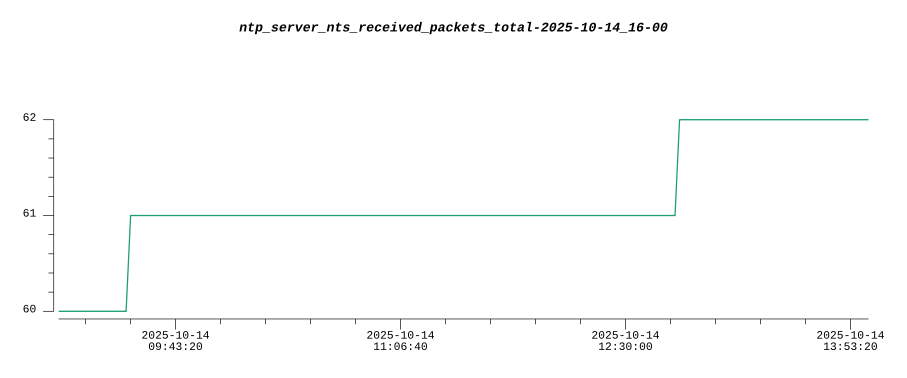 ntp_server_nts_received_packets_total-2025-10-14_16-00
62
61
60
2025-10-14 2025-10-14 2025-10-14 2025-10-14
09:43:20 11:06:40 12:30:00 13:53:20